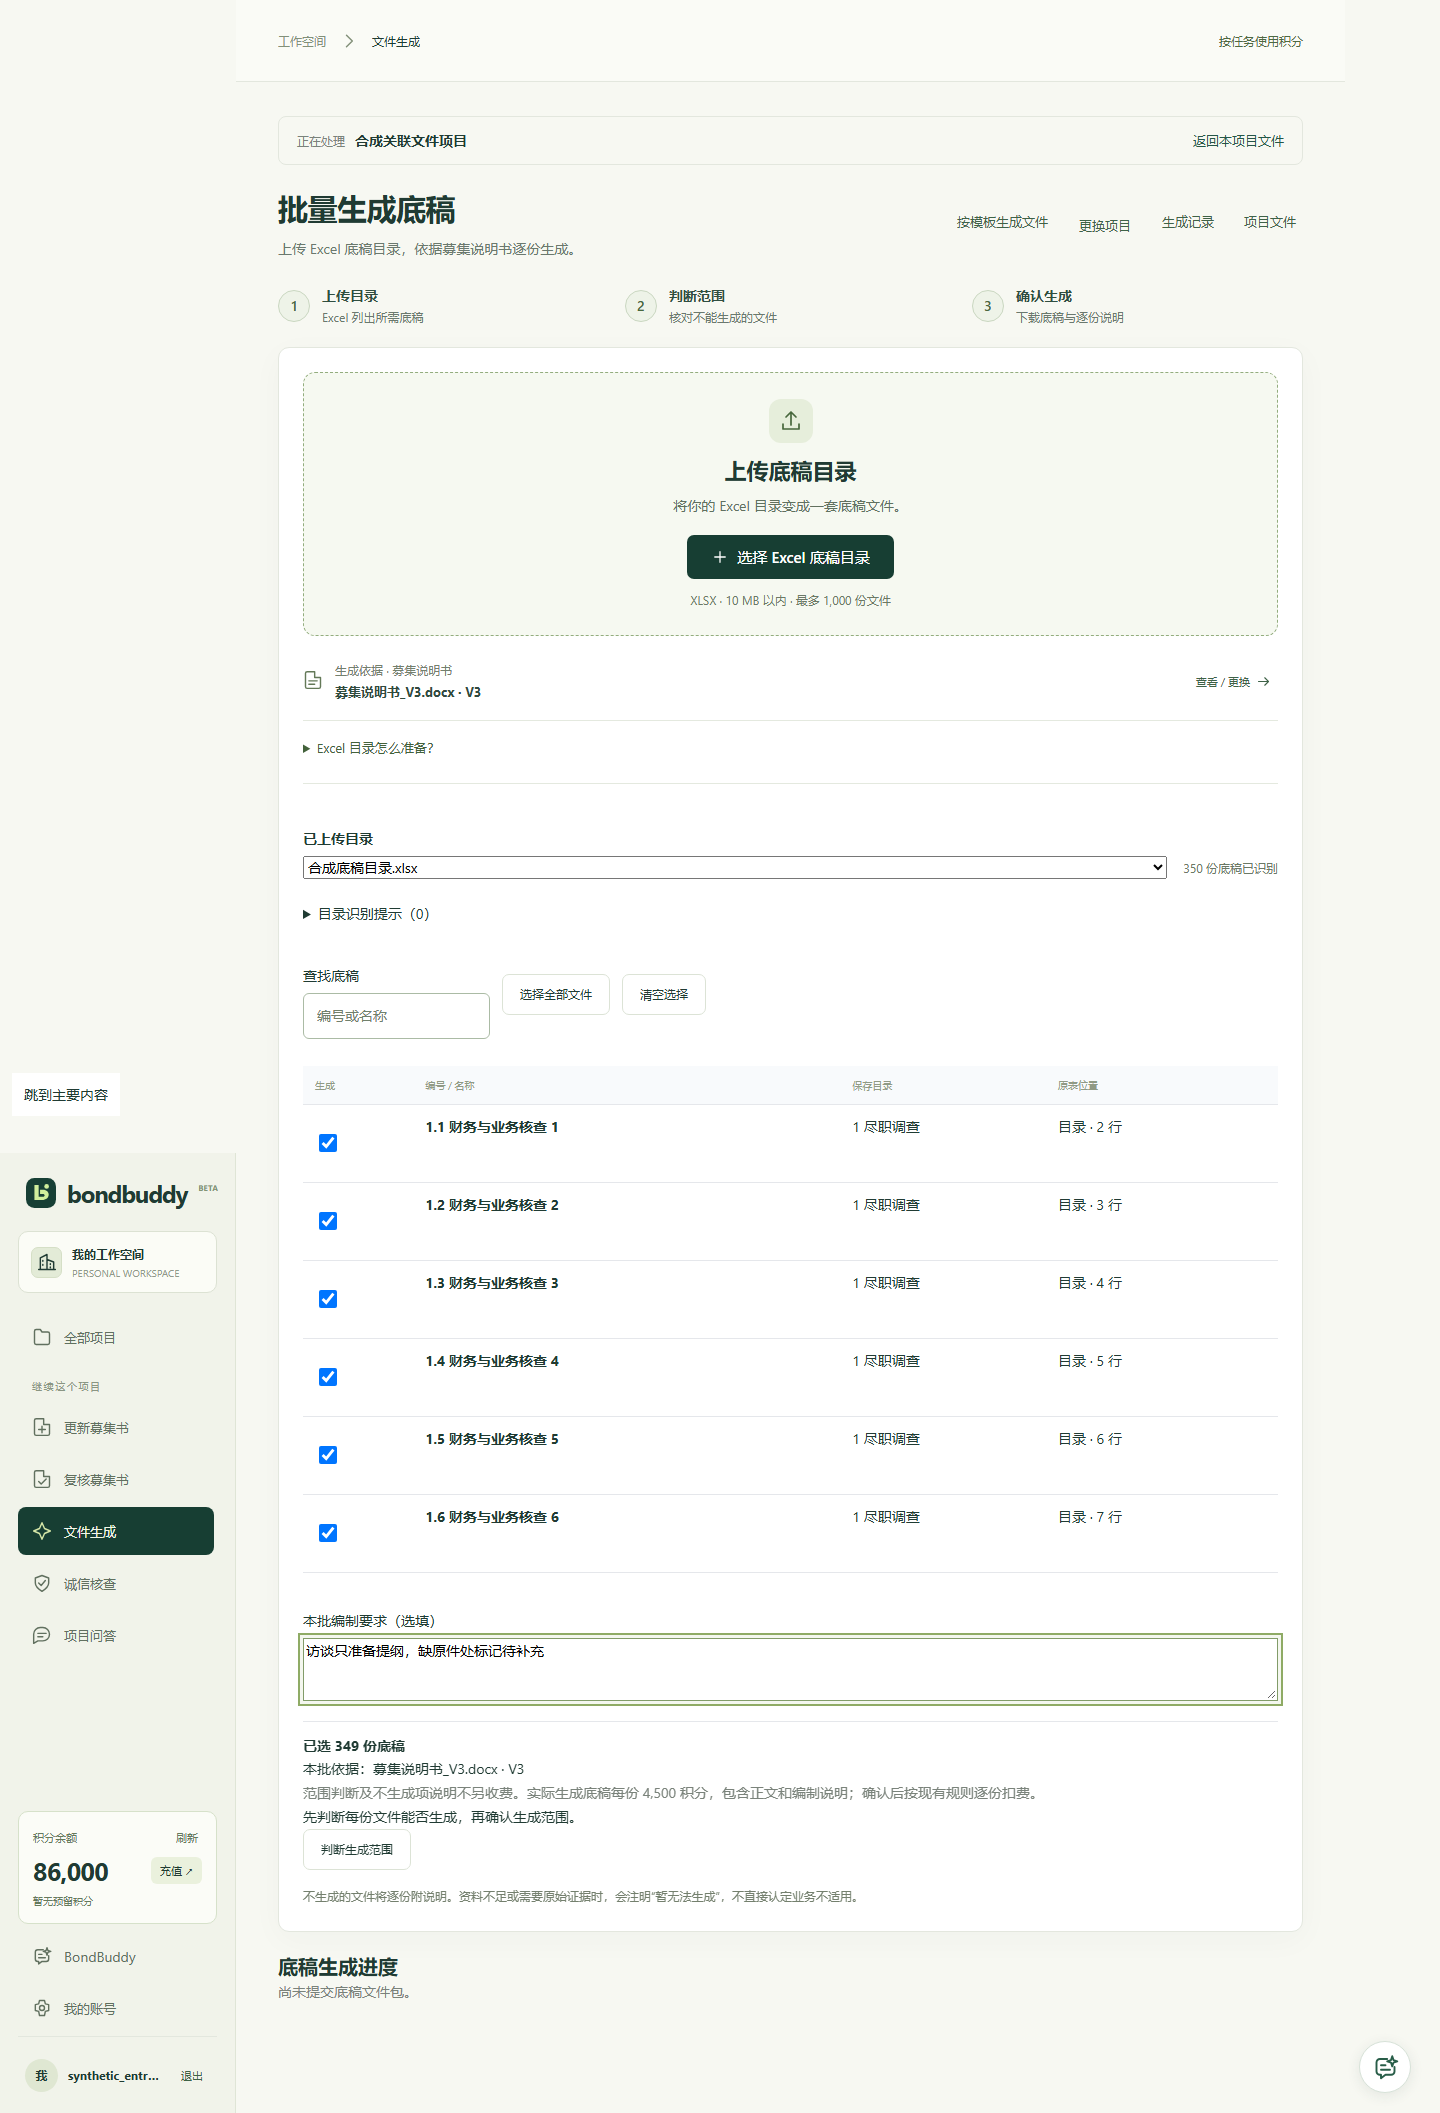 工作空间
文件生成
按任务使用积分
正在处理 合成关联文件项目
返回本项目文件
批量生成底稿
上传 Excel 底稿目录，依据募集说明书逐份生成。
按模板生成文件
更换项目
生成记录
项目文件
1
上传目录
Excel 列出所需底稿
2
判断范围
核对不能生成的文件
3
确认生成
下载底稿与逐份说明
上传底稿目录
将你的 Excel 目录变成一套底稿文件。
选择 Excel 底稿目录
XLSX · 10 MB 以内 · 最多 1,000 份文件
生成依据 · 募集说明书
募集说明书_V3.docx · V3
查看 / 更换
Excel 目录怎么准备？
已上传目录
合成底稿目录.xlsx
350 份底稿已识别
目录识别提示（0）
查找底稿
编号或名称
选择全部文件
清空选择
生成 编号 / 名称 保存目录 原表位置
1.1 财务与业务核查 1 1 尽职调查 目录 · 2 行
1.2 财务与业务核查 2 1 尽职调查 目录 · 3 行
1.3 财务与业务核查 3 1 尽职调查 目录 · 4 行
1.4 财务与业务核查 4 1 尽职调查 目录 · 5 行
1.5 财务与业务核查 5 1 尽职调查 目录 · 6 行
1.6 财务与业务核查 6 1 尽职调查 目录 · 7 行
本批编制要求（选填）
访谈只准备提纲，缺原件处标记待补充
已选 349 份底稿
本批依据：募集说明书_V3.docx · V3
范围判断及不生成项说明不另收费。实际生成底稿每份 4,500 积分，包含正文和编制说明；确认后按现有规则逐份扣费。
先判断每份文件能否生成，再确认生成范围。
判断生成范围
不生成的文件将逐份附说明。资料不足或需要原始证据时，会注明“暂无法生成”，不直接认定业务不适用。
底稿生成进度
尚未提交底稿文件包。
跳到主要内容
bondbuddy BETA
我的工作空间
PERSONAL WORKSPACE
全部项目
继续这个项目
更新募集书
复核募集书
文件生成
诚信核查
项目问答
积分余额
刷新
86,000
充值 ↗
暂无预留积分
BondBuddy
我的账号
我
synthetic_entr...
退出